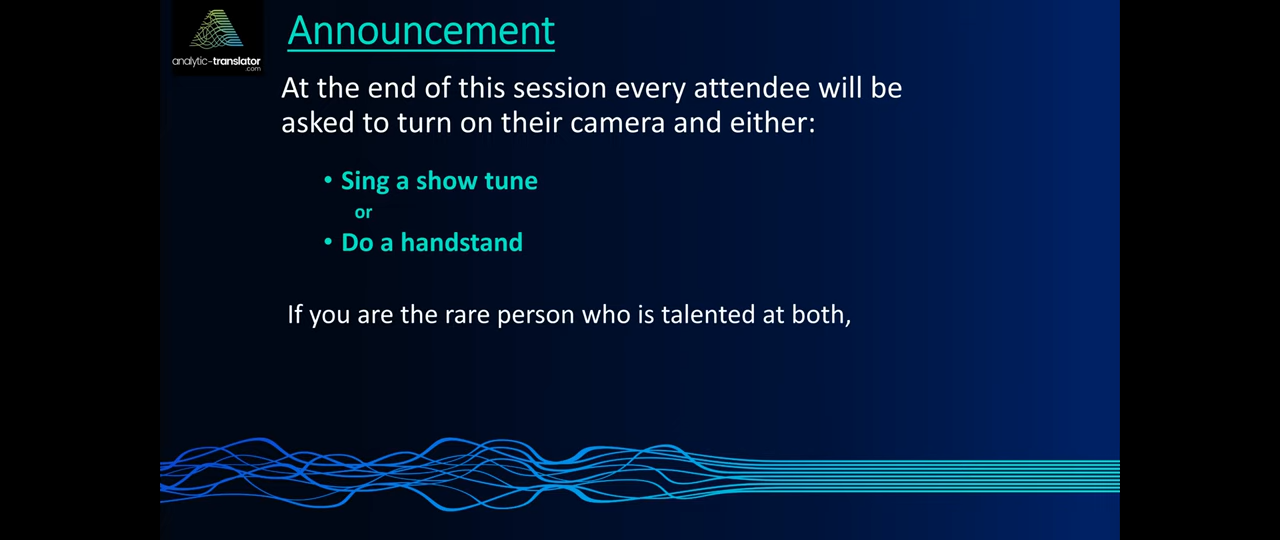 analytic-translator
.com
Announcement
At the end of this session every attendee will be
asked to turn on their camera and either:
• Sing a show tune
or
• Do a handstand
If you are the rare person who is talented at both,